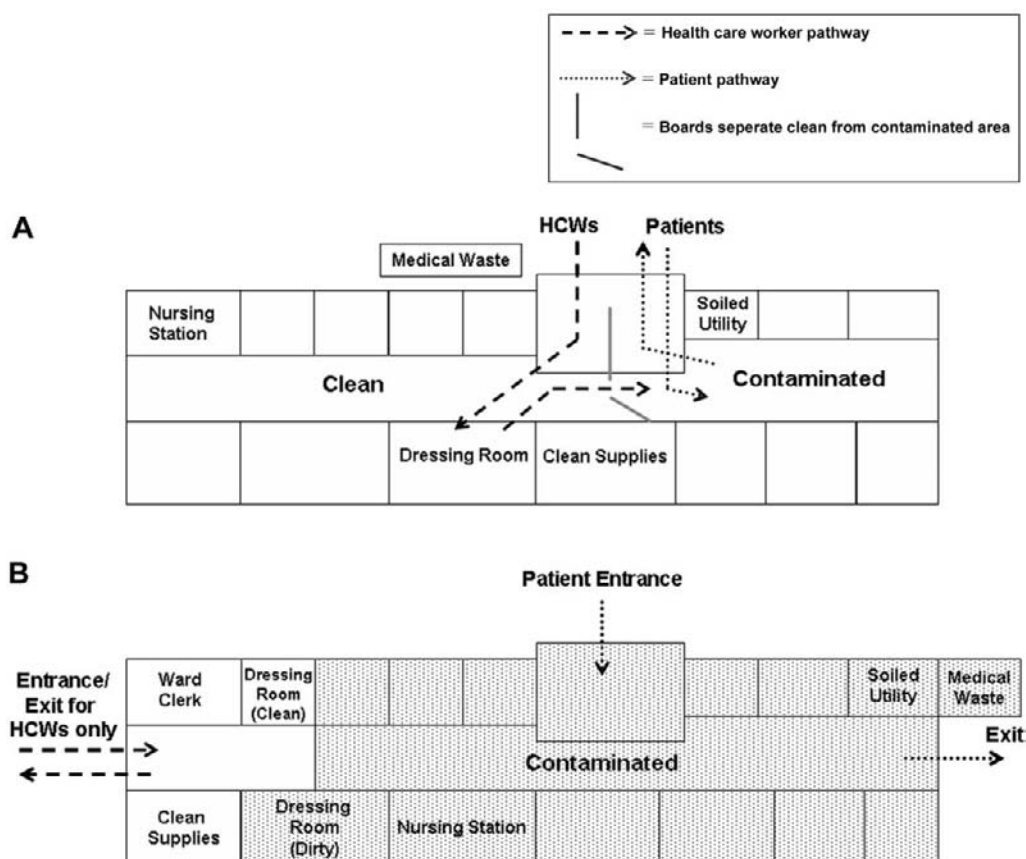 = Health care worker pathway
= Patient pathway
= Boards seperate clean from contaminated area
A
HCWs
Patients
Medical Waste
Nursing
Station
Soiled
Utility
Clean
Contaminated
Dressing Room
Clean Supplies
B
Patient Entrance
Entrance/
Exit for
HCWs only
Ward
Clerk
Dressing
Room
(Clean)
Soiled
Utility
Medical
Waste
Exit
Contaminated
Clean
Supplies
Dressing
Room
(Dirty)
Nursing Station